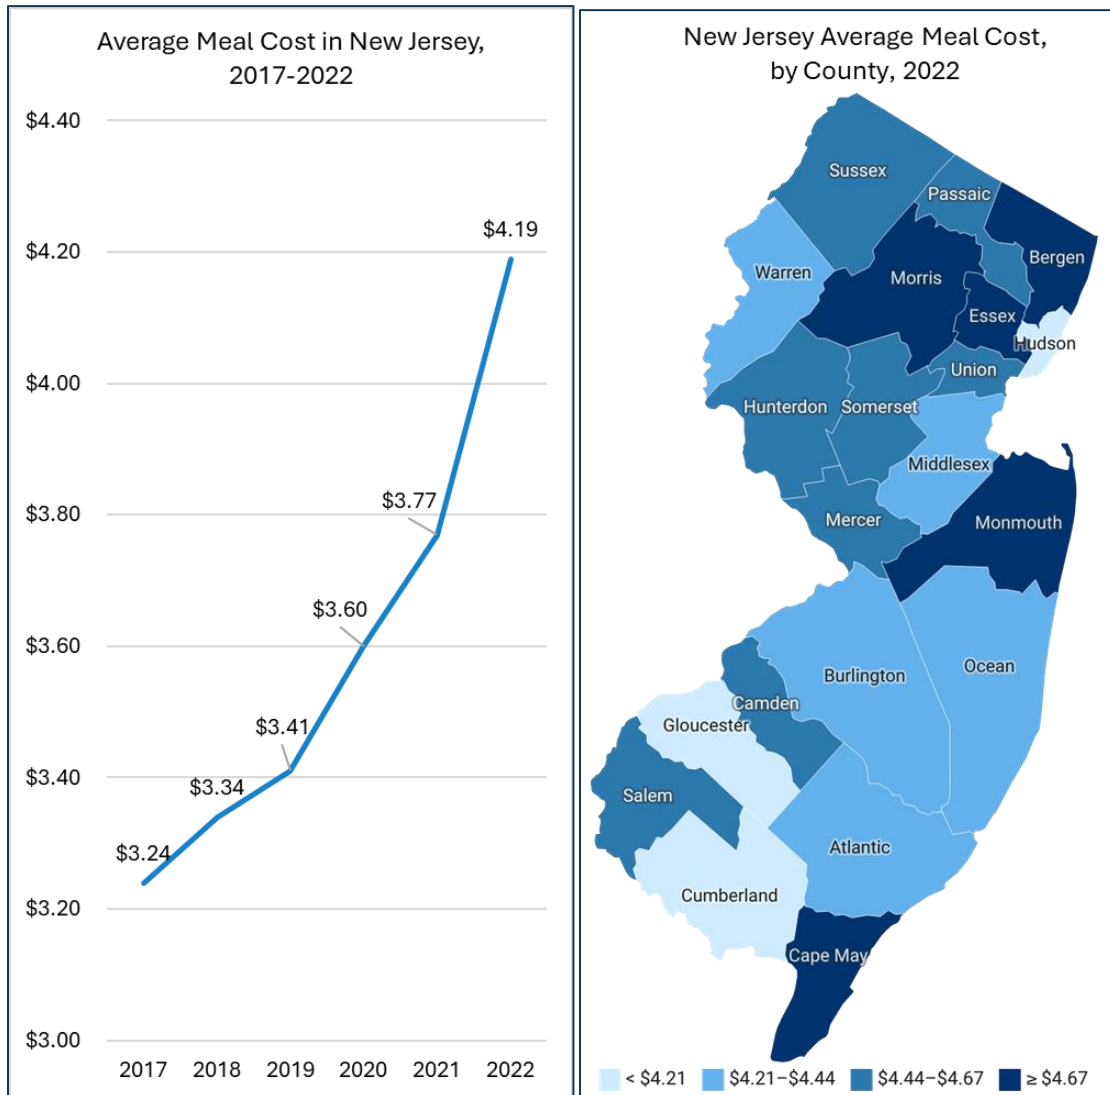 Average Meal Cost in New Jersey,
2017-2022
$4.40
$4.20
$4.00
$3.80
$3.60
$3.40
$3.20
$3.00
$3.24
$3.34
$3.41
$3.60
$3.77
$4.19
2017 2018 2019 2020 2021 2022
New Jersey Average Meal Cost,
by County, 2022
Sussex
Passaic
Bergen
Warren
Morris
Essex
Hudson
Union
Hunterdon
Somerset
Middlesex
Mercer
Monmouth
Ocean
Burlington
Camden
Gloucester
Salem
Atlantic
Cumberland
Cape May
< $4.21 $4.21–$4.44 $4.44–$4.67 ≥ $4.67